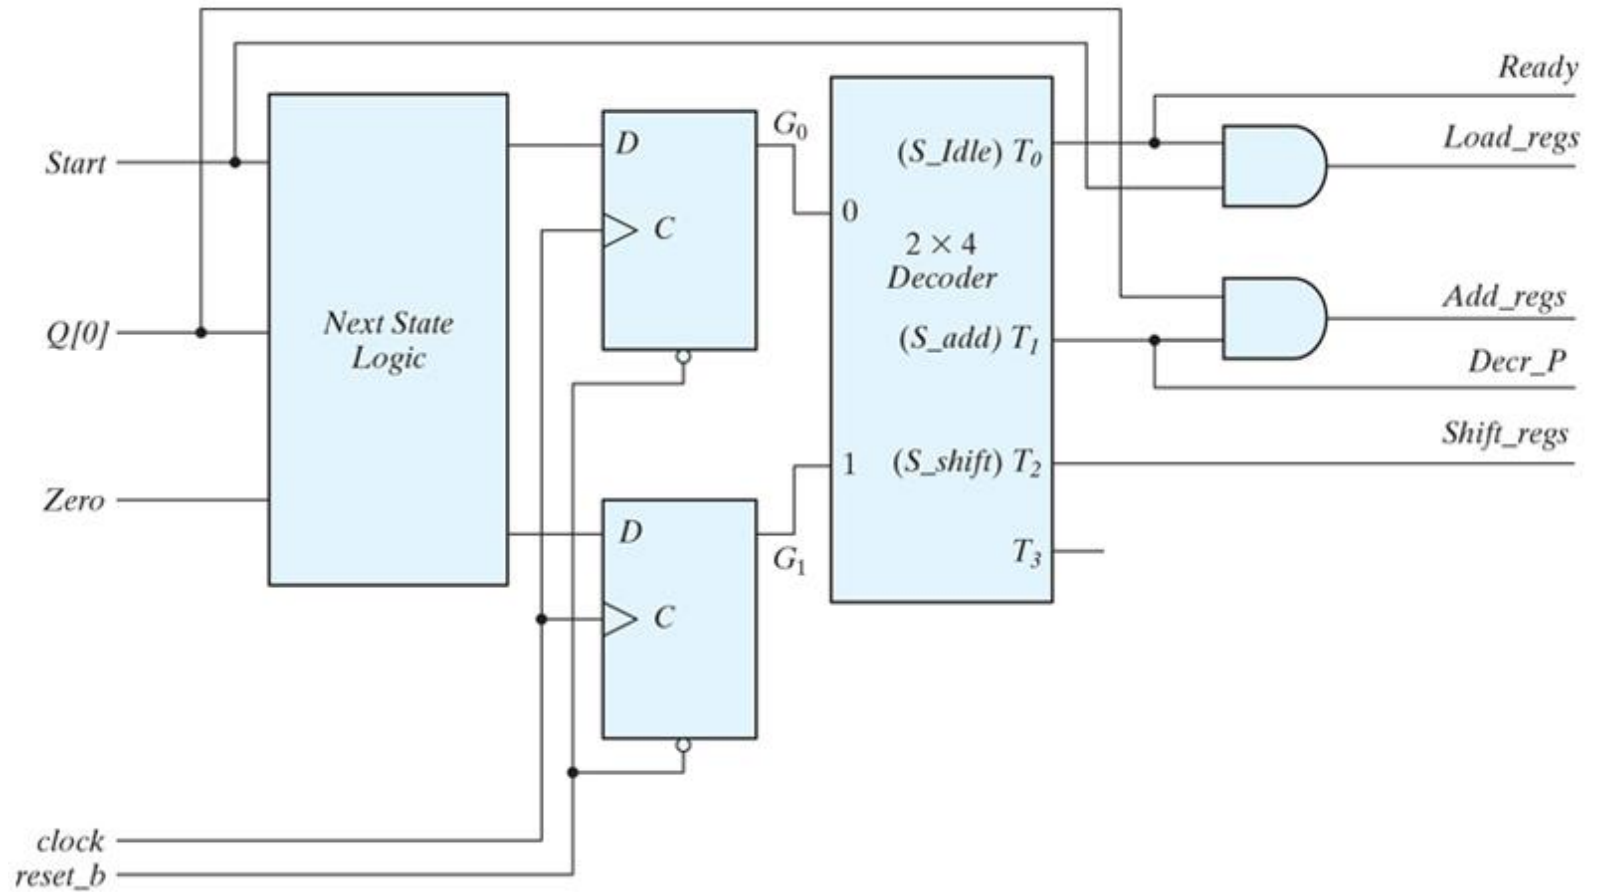 Ready
Load_regs
Start
D
G₀
(S_Idle) T₀
C
0
2 × 4
Decoder
Q[0]
Next State
Logic
(S_add) T₁
Add_regs
Decr_P
Shift_regs
1
(S_shift) T₂
Zero
D
G₁
T₃
C
clock
reset_b